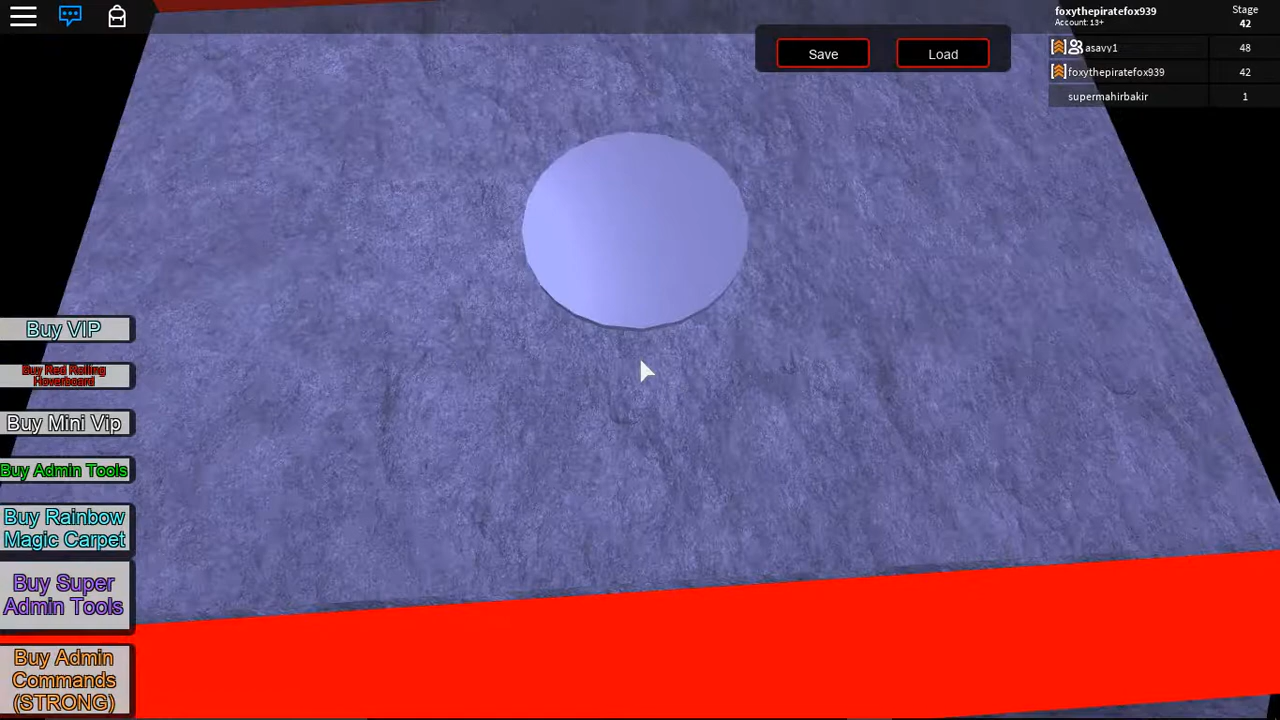 foxythepiratefox939
Account: 13+
Stage
42
asavy1 48
foxythepiratefox939 42
supermahirbakir 1
Save
Load
Buy VIP
Buy Red Rolling
Hoverboard
Buy Mini Vip
Buy Admin Tools
Buy Rainbow
Magic Carpet
Buy Super
Admin Tools
Buy Admin
Commands
(STRONG)